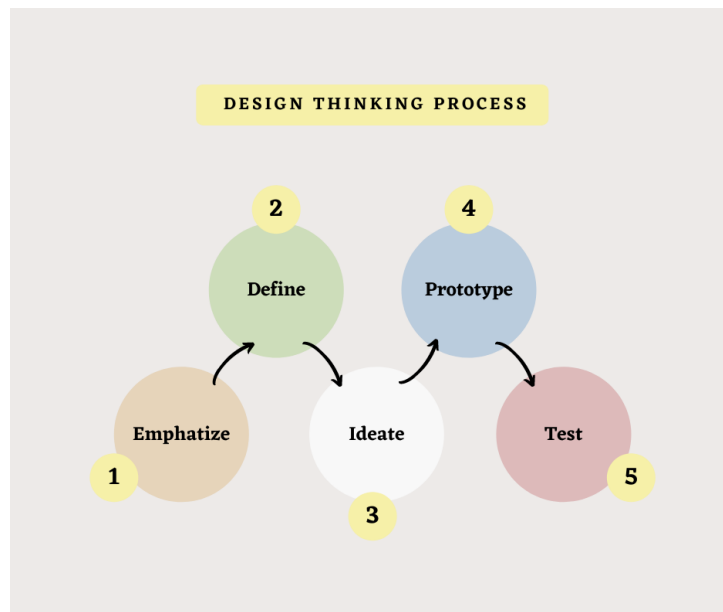 DESIGN THINKING PROCESS
1
Emphatize
2
Define
3
Ideate
4
Prototype
5
Test